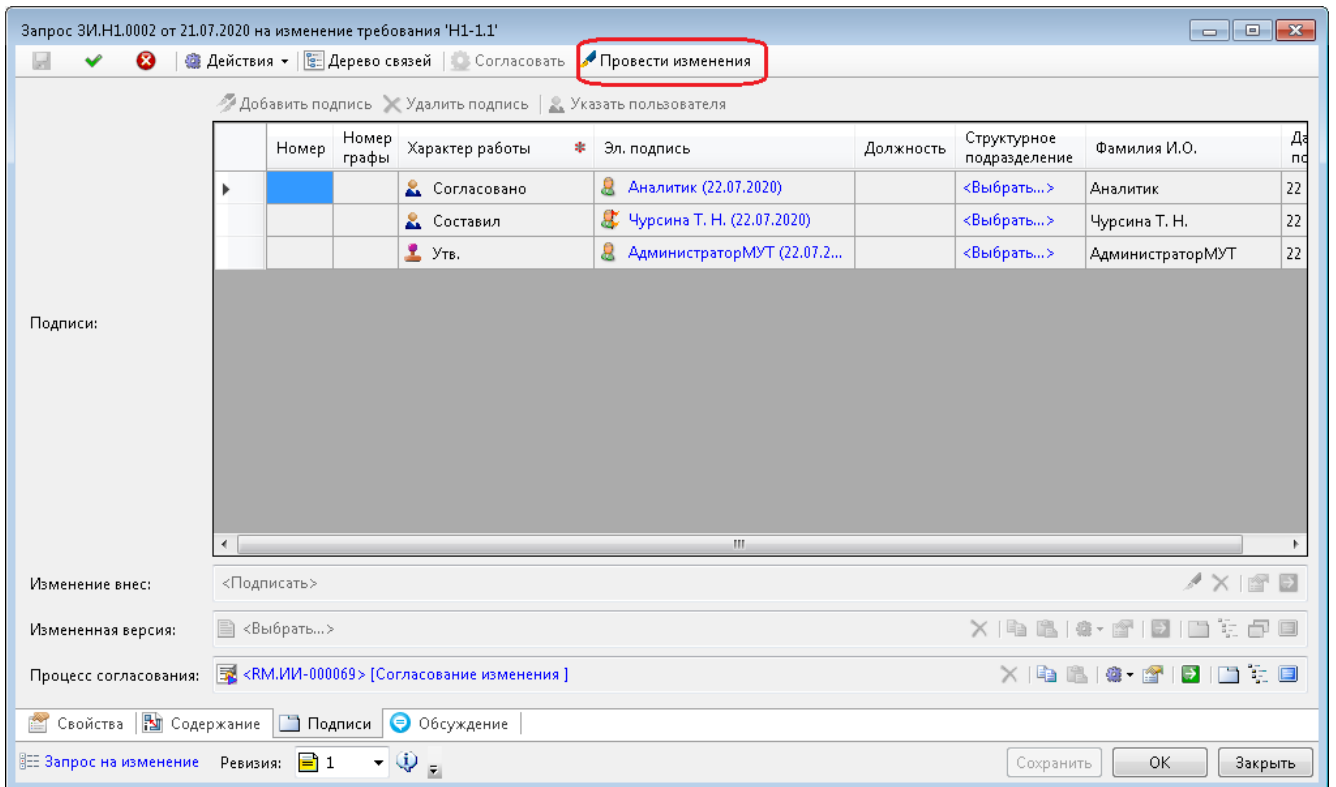 Запрос ЗИ.Н1.0002 от 21.07.2020 на изменение требования 'Н1-1.1'
Действия Дерево связей Согласовать Провести изменения
Добавить подпись Удалить подпись Указать пользователя
Номер Номер графы Характер работы * Эл. подпись Должность Структурное подразделение Фамилия И.О. Да по
Согласовано Аналитик (22.07.2020) <Выбрать...> Аналитик 22
Составил Чурсина Т. Н. (22.07.2020) <Выбрать...> Чурсина Т. Н. 22
Утв. АдминистраторМУТ (22.07.2... <Выбрать...> АдминистраторМУТ 22
Подписи:
Изменение внес: <Подписать>
Измененная версия: <Выбрать...>
Процесс согласования: <RM.ИИ-000069> [Согласование изменения ]
Свойства Содержание Подписи Обсуждение
Запрос на изменение Ревизия: 1 Сохранить ОК Закрыть